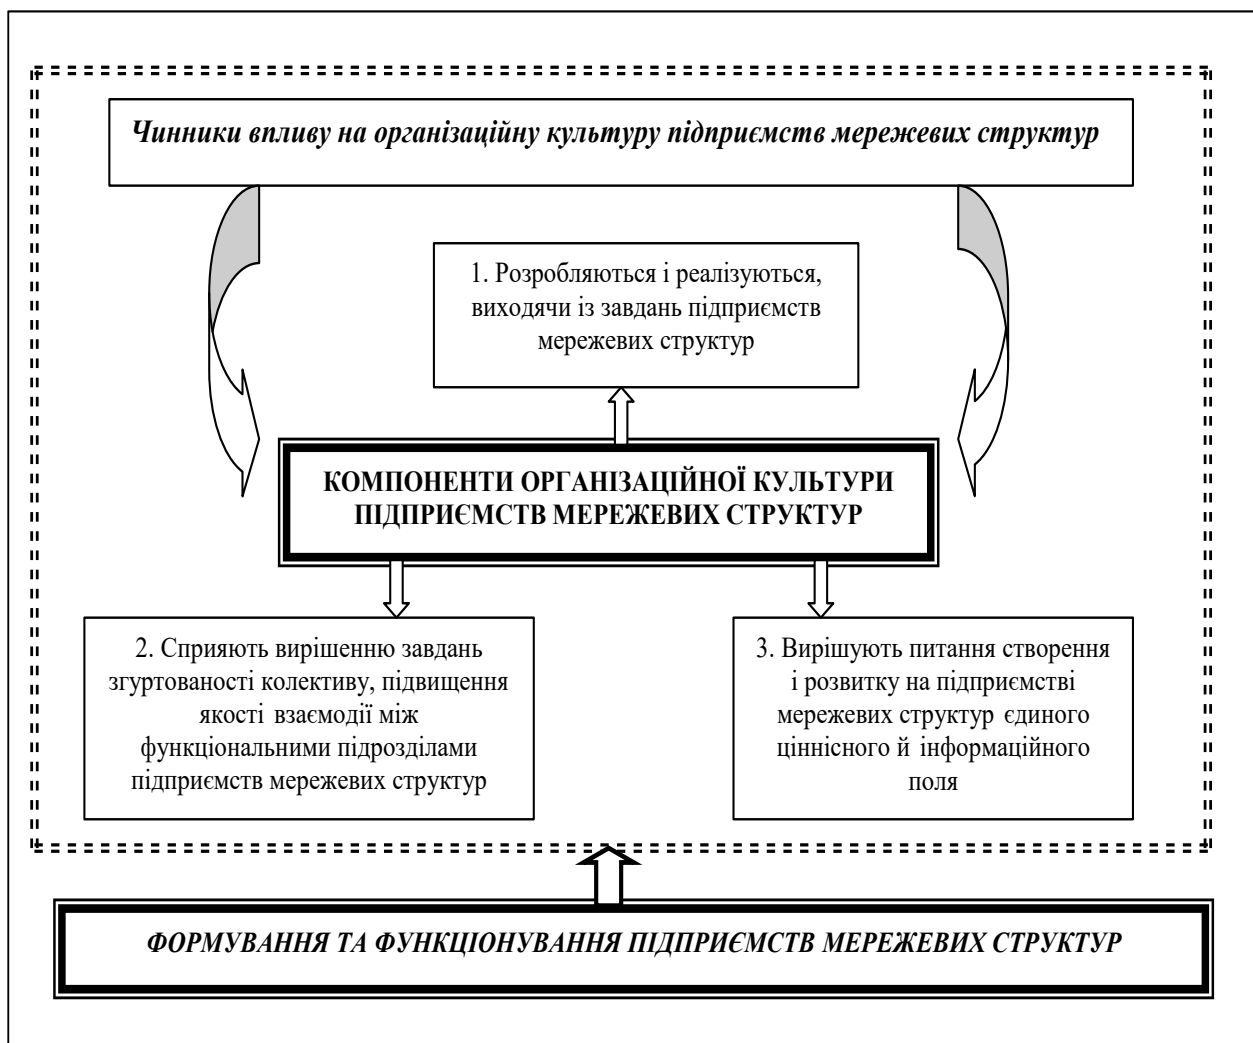 Чинники впливу на організаційну культуру підприємств мережевих структур
1. Розробляються і реалізуються,
виходячи із завдань підприємств
мережевих структур
КОМПОНЕНТИ ОРГАНІЗАЦІЙНОЇ КУЛЬТУРИ
ПІДПРИЄМСТВ МЕРЕЖЕВИХ СТРУКТУР
2. Сприяють вирішенню завдань
згуртованості колективу, підвищення
якості взаємодії між
функціональними підрозділами
підприємств мережевих структур
3. Вирішують питання створення
і розвитку на підприємстві
мережевих структур єдиного
ціннісного й інформаційного
поля
ФОРМУВАННЯ ТА ФУНКЦІОНУВАННЯ ПІДПРИЄМСТВ МЕРЕЖЕВИХ СТРУКТУР